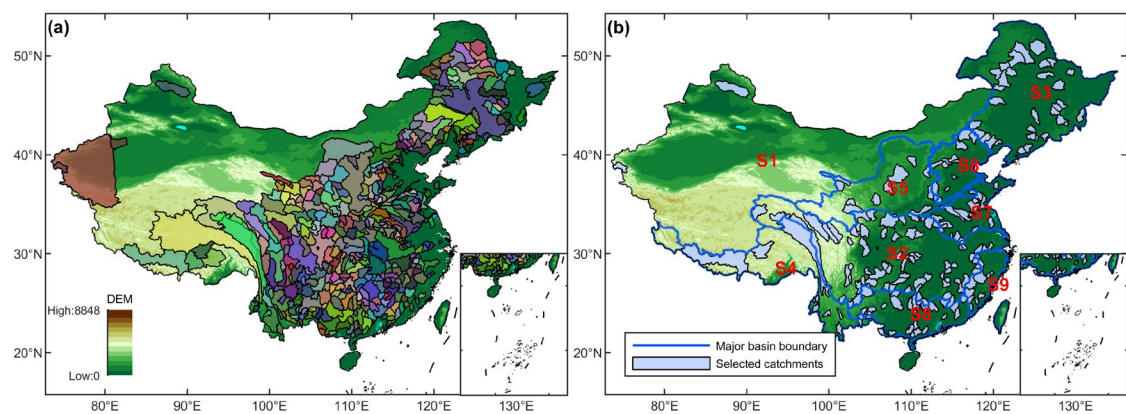 (a)
50°N
40°N
30°N
20°N
DEM
High:8848
Low:0
80°E
90°E
100°E
110°E
120°E
130°E
(b)
50°N
40°N
30°N
20°N
S3
S1
S8
S5
S7
S2
S4
S9
S6
Major basin boundary
Selected catchments
80°E
90°E
100°E
110°E
120°E
130°E